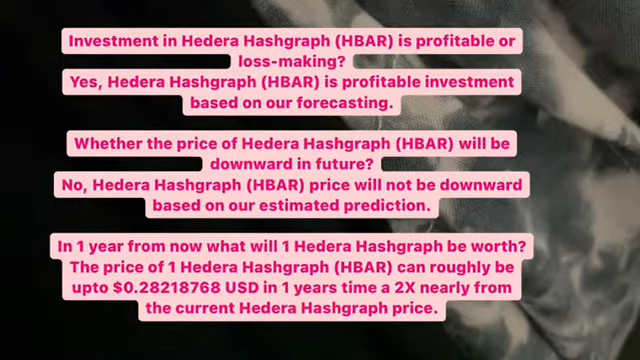 Investment in Hedera Hashgraph (HBAR) is profitable or
loss-making?
Yes, Hedera Hashgraph (HBAR) is profitable investment
based on our forecasting.
Whether the price of Hedera Hashgraph (HBAR) will be
downward in future?
No, Hedera Hashgraph (HBAR) price will not be downward
based on our estimated prediction.
In 1 year from now what will 1 Hedera Hashgraph be worth?
The price of 1 Hedera Hashgraph (HBAR) can roughly be
upto $0.28218768 USD in 1 years time a 2X nearly from
the current Hedera Hashgraph price.